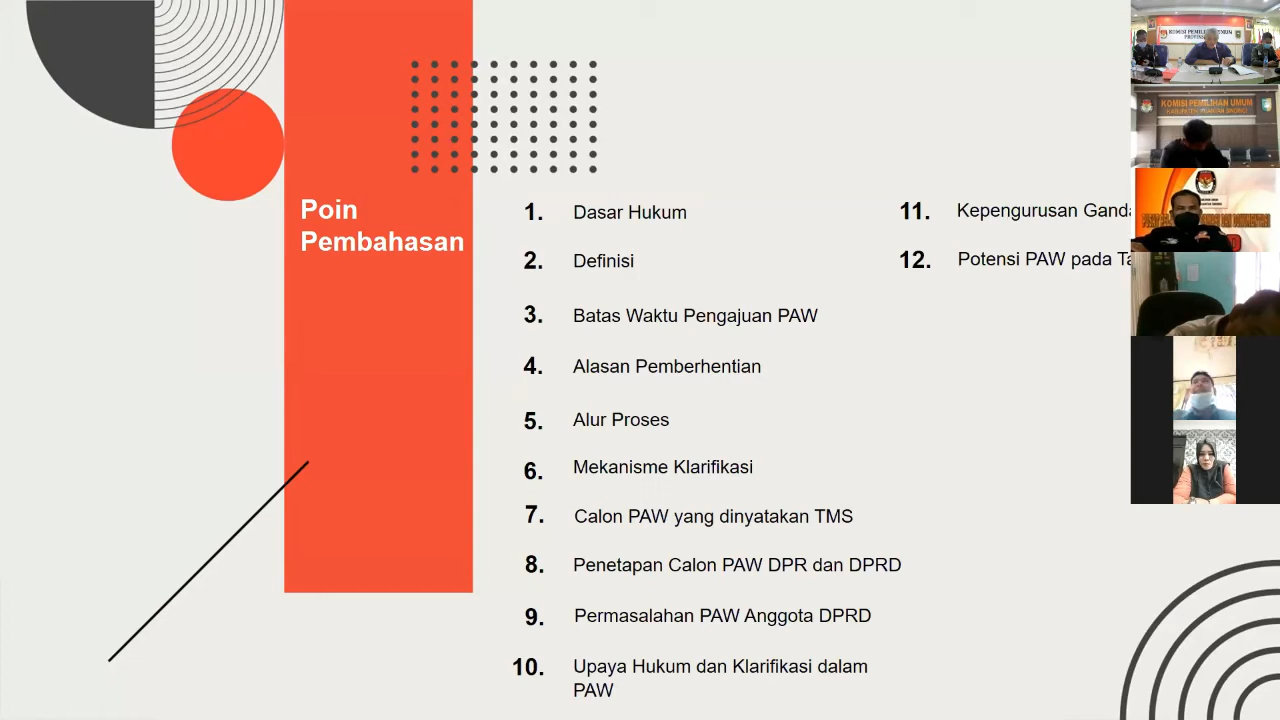 Poin
Pembahasan
1. Dasar Hukum
2. Definisi
3. Batas Waktu Pengajuan PAW
4. Alasan Pemberhentian
5. Alur Proses
6. Mekanisme Klarifikasi
7. Calon PAW yang dinyatakan TMS
8. Penetapan Calon PAW DPR dan DPRD
9. Permasalahan PAW Anggota DPRD
10. Upaya Hukum dan Klarifikasi dalam
PAW
11. Kepengurusan Ganda
12. Potensi PAW pada Ta
KOMISI PEMILIHAN UMUM